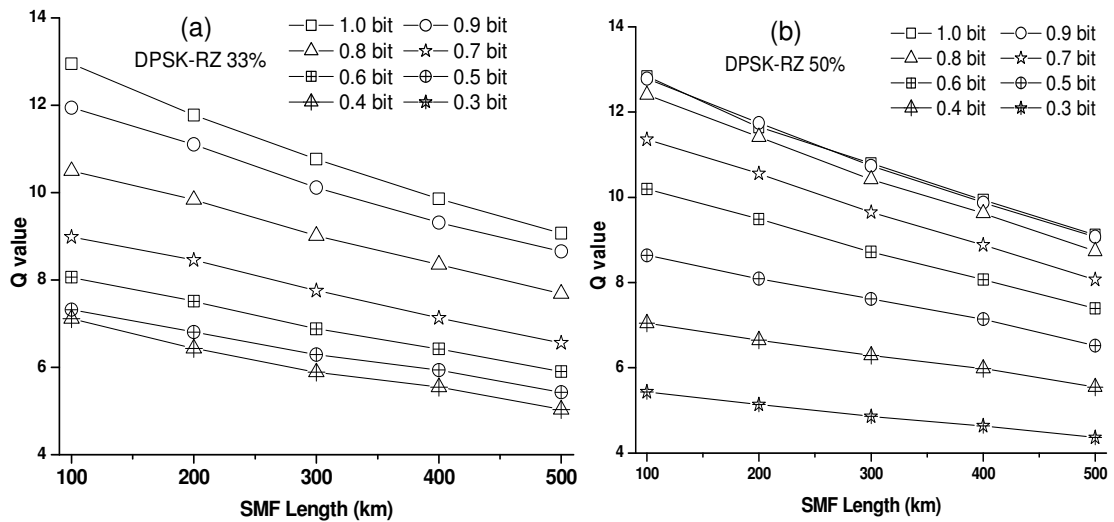 (a)
DPSK-RZ 33%
1.0 bit 0.9 bit
0.8 bit 0.7 bit
0.6 bit 0.5 bit
0.4 bit 0.3 bit
14
12
10
8
6
4
Q value
100 200 300 400 500
SMF Length (km)
(b)
DPSK-RZ 50%
1.0 bit 0.9 bit
0.8 bit 0.7 bit
0.6 bit 0.5 bit
0.4 bit 0.3 bit
14
12
10
8
6
4
Q value
100 200 300 400 500
SMF Length (km)